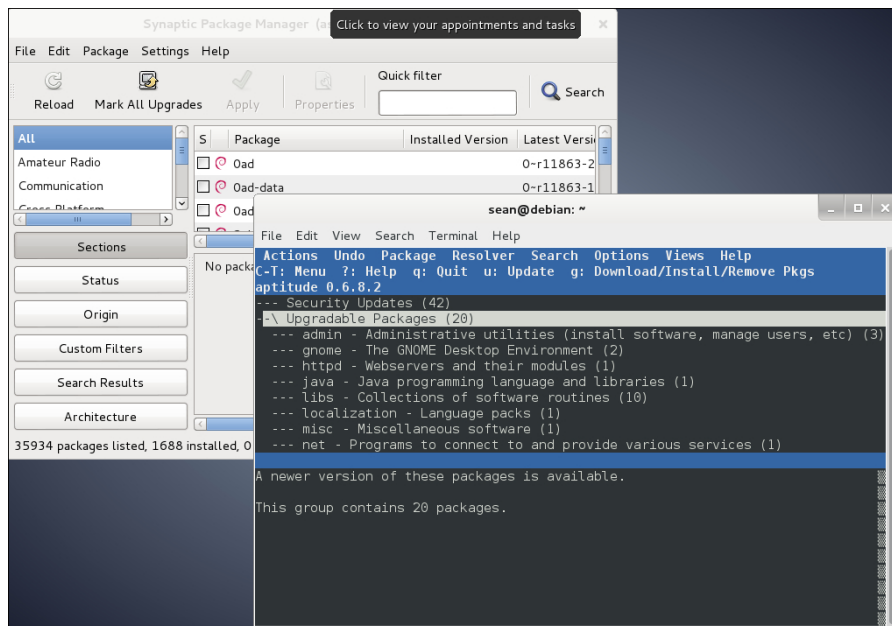 Synaptic Package Manager (a
Click to view your appointments and tasks
File Edit Package Settings Help
Reload Mark All Upgrades Apply Properties Quick filter Search
All
Amateur Radio
Communication
Cross Platform
Sections
Status
Origin
Custom Filters
Search Results
Architecture
S Package Installed Version Latest Versi
0ad 0~r11863-2
0ad-data 0~r11863-1
0ad
No packa
35934 packages listed, 1688 installed, 0
sean@debian: ~
File Edit View Search Terminal Help
Actions Undo Package Resolver Search Options Views Help
C-T: Menu ?: Help q: Quit u: Update g: Download/Install/Remove Pkgs
aptitude 0.6.8.2
--- Security Updates (42)
--\ Upgradable Packages (20)
--- admin - Administrative utilities (install software, manage users, etc) (3)
--- gnome - The GNOME Desktop Environment (2)
--- httpd - Webservers and their modules (1)
--- java - Java programming language and libraries (1)
--- libs - Collections of software routines (10)
--- localization - Language packs (1)
--- misc - Miscellaneous software (1)
--- net - Programs to connect to and provide various services (1)
A newer version of these packages is available.
This group contains 20 packages.